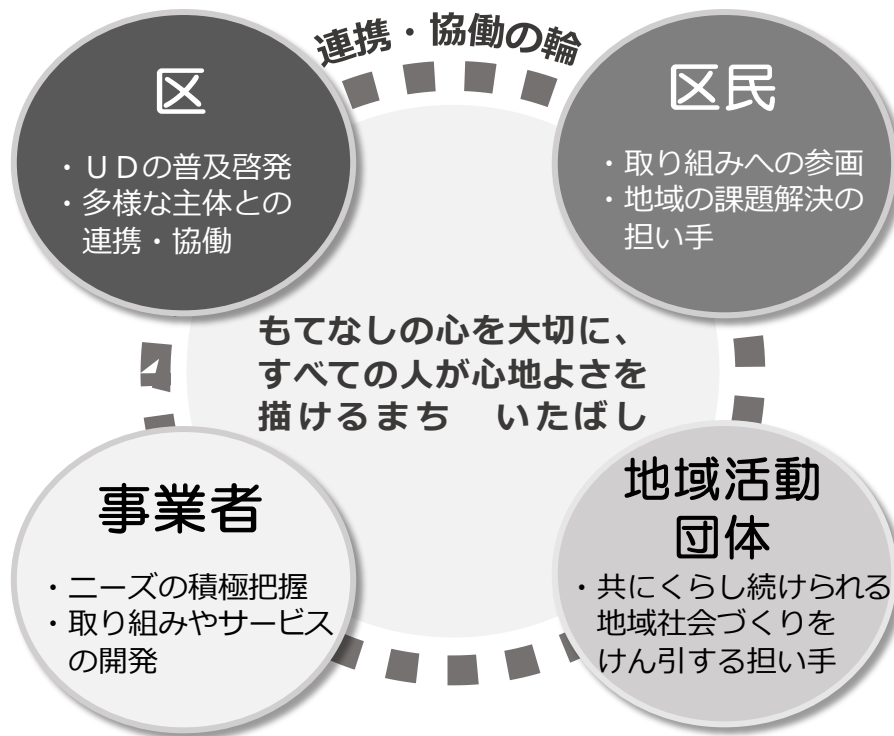 連携・協働の輪
区
・ＵＤの普及啓発
・多様な主体との
連携・協働
区民
・取り組みへの参画
・地域の課題解決の
担い手
もてなしの心を大切に、
すべての人が心地よさを
描けるまち　いたばし
事業者
・ニーズの積極把握
・取り組みやサービス
の開発
地域活動
団体
・共にくらし続けられる
地域社会づくりを
けん引する担い手